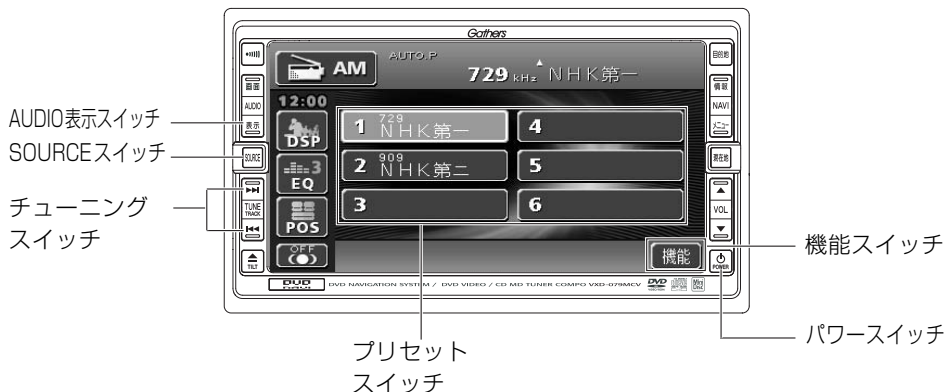 Gathers
AM
AUTO.P
729 kHz NHK第一
12:00
DSP
3
EQ
POS
OFF
1 729 NHK第一
2 909 NHK第二
3
4
5
6
機能
画面
AUDIO
表示
SOURCE
TUNE
TRACK
TILT
目的地
情報
NAVI
メニュー
現在地
VOL
POWER
DVD NAVI
DVD NAVIGATION SYSTEM / DVD VIDEO / CD MD TUNER COMPO VXD-079MCV
DVD
AUDIO表示スイッチ
SOURCEスイッチ
チューニング
スイッチ
プリセット
スイッチ
機能スイッチ
パワースイッチ